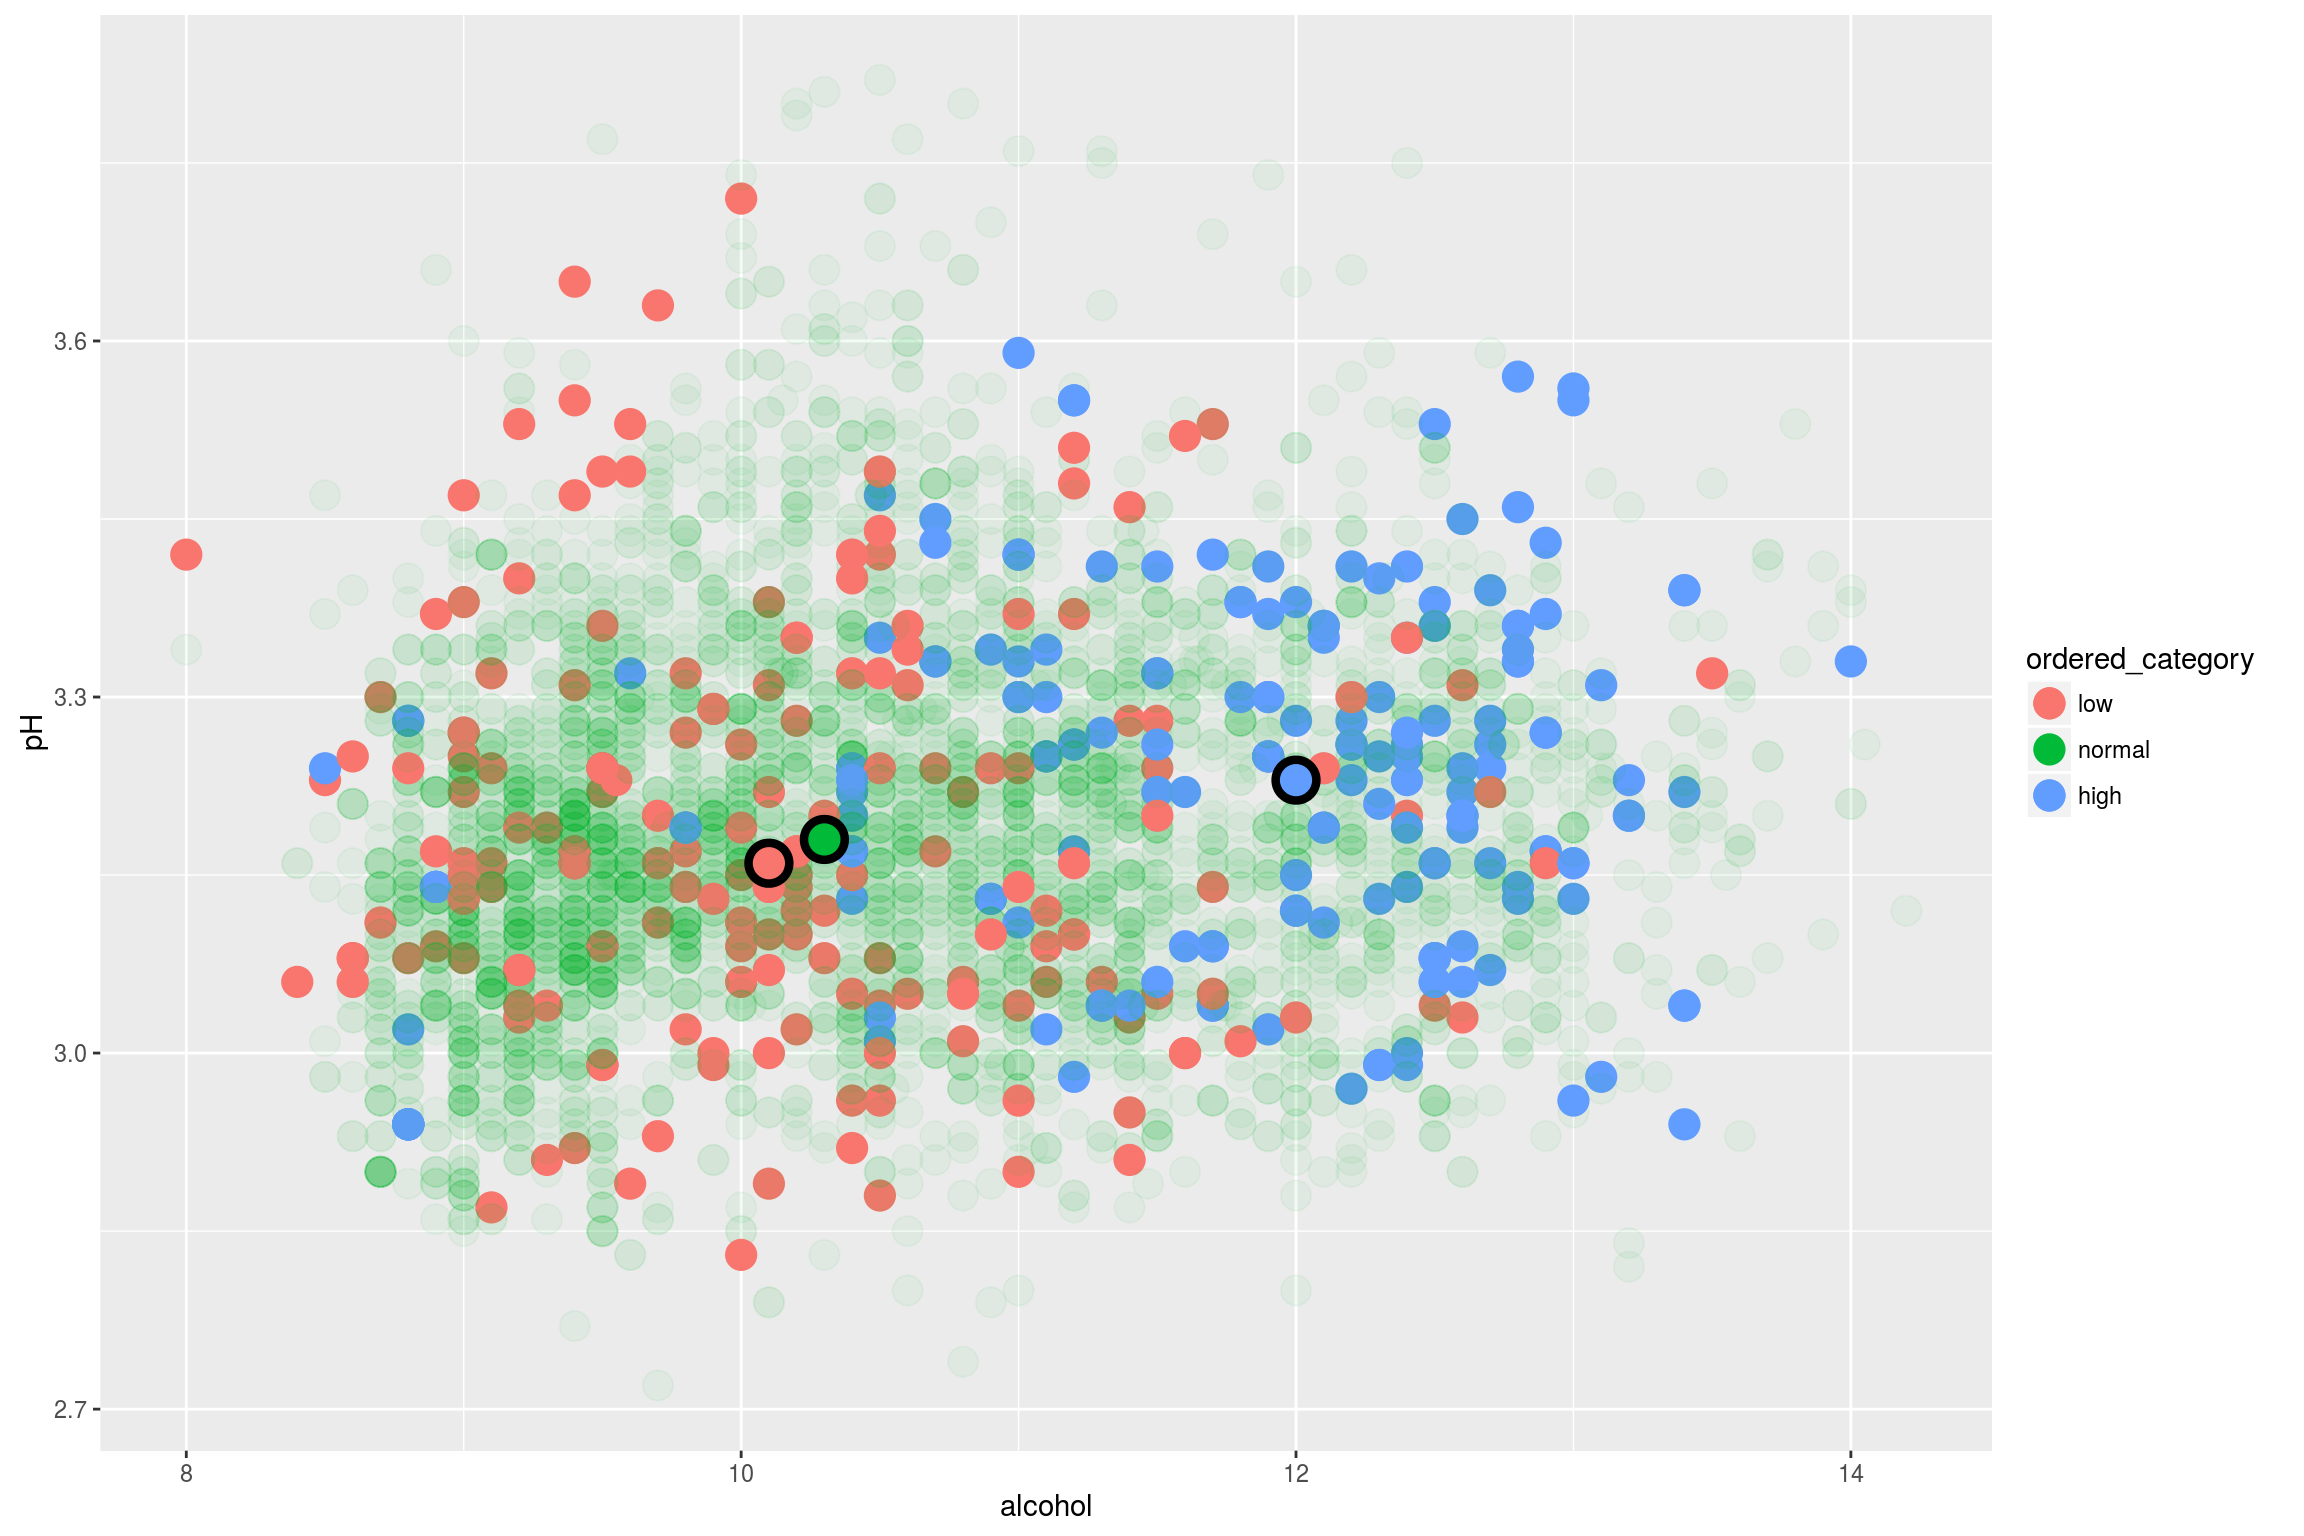 3.6
3.3
3.0
2.7
pH
8
10
12
14
alcohol
ordered_category
low
normal
high